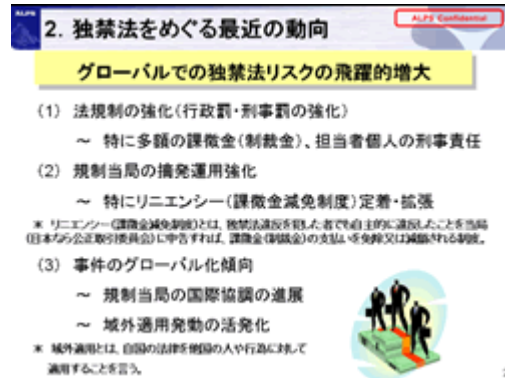 ALPS
ALPS Confidential
2. 独禁法をめぐる最近の動向
グローバルでの独禁法リスクの飛躍的増大
(1) 法規制の強化(行政罰・刑事罰の強化)
～ 特に多額の課徴金(制裁金)、担当者個人の刑事責任
(2) 規制当局の摘発運用強化
～ 特にリニエンシー(課徴金減免制度)定着・拡張
* リニエンシー(課徴金減免制度)とは、独禁法違反を犯した者でも自主的に違反したことを当局
(日本なら公正取引委員会)に申告すれば、課徴金(制裁金)の支払いを免除又は減額される制度。
(3) 事件のグローバル化傾向
～ 規制当局の国際協調の進展
～ 域外適用発動の活発化
* 域外適用とは、自国の法律を他国の人や行為に対して
適用することを言う。